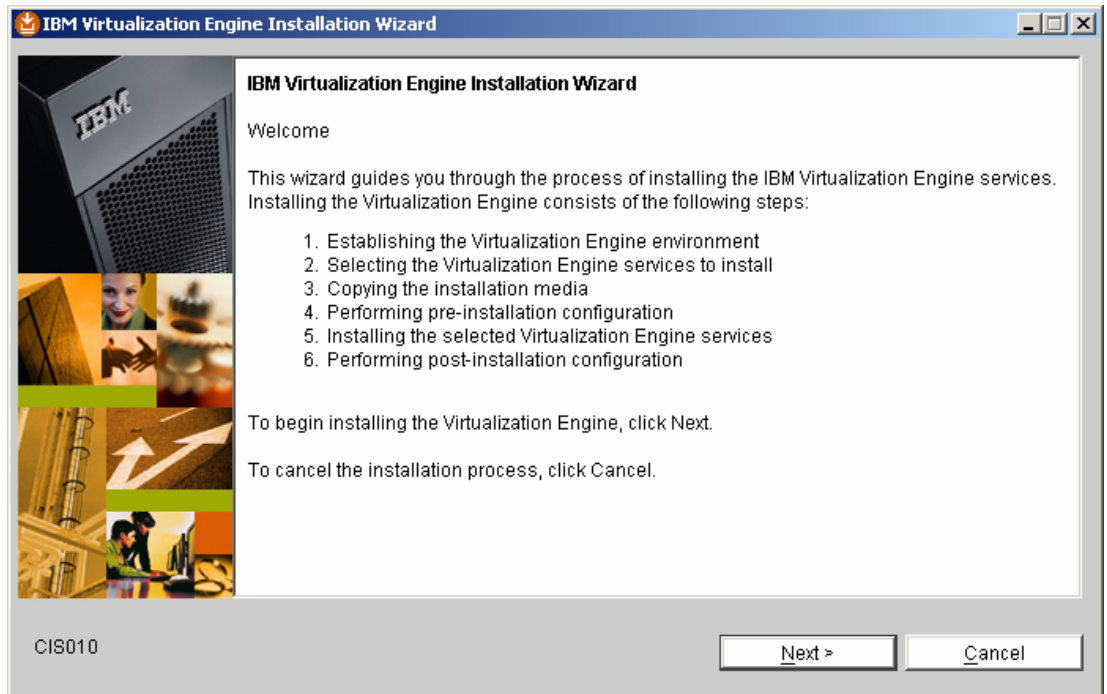 IBM Virtualization Engine Installation Wizard
IBM
IBM Virtualization Engine Installation Wizard
Welcome
This wizard guides you through the process of installing the IBM Virtualization Engine services.
Installing the Virtualization Engine consists of the following steps:
1. Establishing the Virtualization Engine environment
2. Selecting the Virtualization Engine services to install
3. Copying the installation media
4. Performing pre-installation configuration
5. Installing the selected Virtualization Engine services
6. Performing post-installation configuration
To begin installing the Virtualization Engine, click Next.
To cancel the installation process, click Cancel.
CIS010
Next >
Cancel